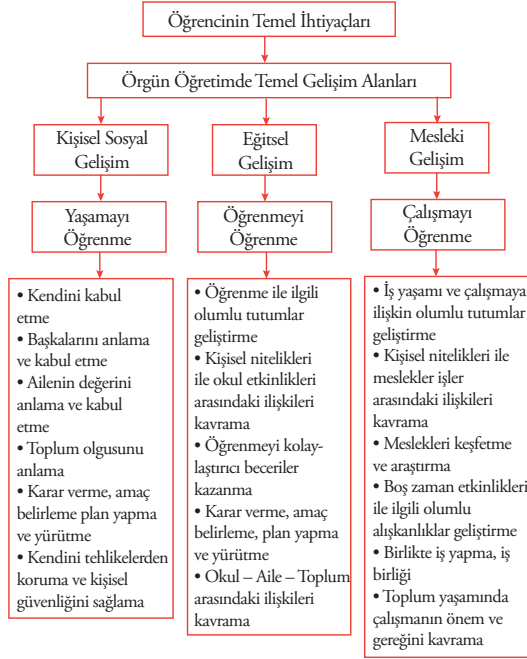 Öğrencinin Temel İhtiyaçları
Örgün Öğretimde Temel Gelişim Alanları
Kişisel Sosyal
Gelişim
Yaşamayı
Öğrenme
• Kendini kabul
etme
• Başkalarını anlama
ve kabul etme
• Ailenin değerini
anlama ve kabul
etme
• Toplum olgusunu
anlama
• Karar verme, amaç
belirleme plan yapma
ve yürütme
• Kendini tehlikelerden
koruma ve kişisel
güvenliğini sağlama
Eğitsel
Gelişim
Öğrenmeyi
Öğrenme
• Öğrenme ile ilgili
olumlu tutumlar
geliştirme
• Kişisel nitelikleri
ile okul etkinlikleri
arasındaki ilişkileri
kavrama
• Öğrenmeyi kolay-
laştırıcı beceriler
kazanma
• Karar verme, amaç
belirleme, plan yapma
ve yürütme
• Okul – Aile – Toplum
arasındaki ilişkileri
kavrama
Mesleki
Gelişim
Çalışmayı
Öğrenme
• İş yaşamı ve çalışmaya
ilişkin olumlu tutumlar
geliştirme
• Kişisel nitelikleri ile
meslekler işler
arasındaki ilişkileri
kavrama
• Meslekleri keşfetme
ve araştırma
• Boş zaman etkinlikleri
ile ilgili olumlu
alışkanlıklar geliştirme
• Birlikte iş yapma, iş
birliği
• Toplum yaşamında
çalışmanın önem ve
gereğini kavrama